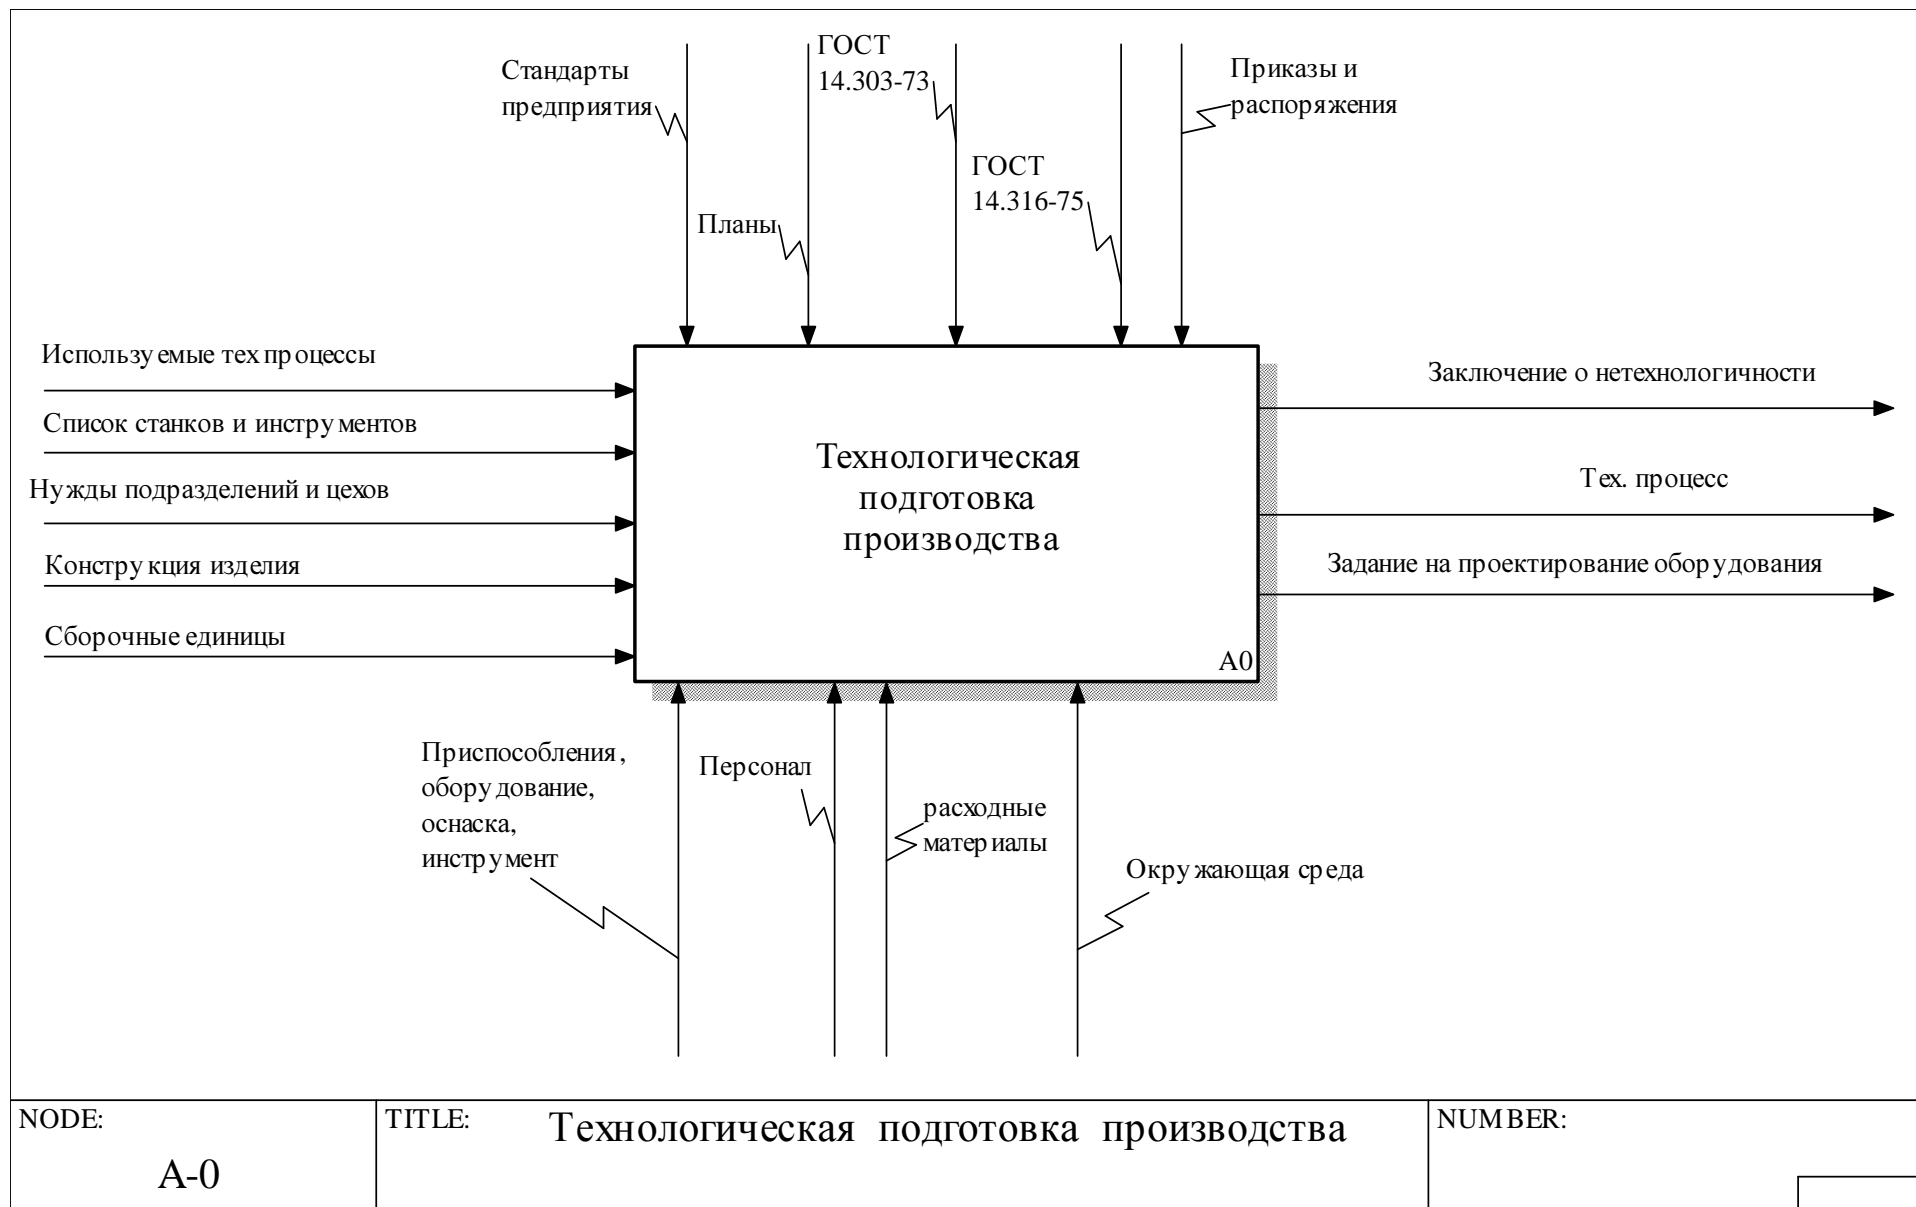 Стандарты
предприятия
ГОСТ
14.303-73
Приказы и
распоряжения
ГОСТ
14.316-75
Планы
Используемые техпроцессы
Список станков и инструментов
Нужды подразделений и цехов
Конструкция изделия
Сборочные единицы
Технологическая
подготовка
производства
A0
Заключение о нетехнологичности
Тех. процесс
Задание на проектирование оборудования
Приспособления,
оборудование,
оснаска,
инструмент
Персонал
расходные
материалы
Окружающая среда
NODE:
A-0
TITLE:
Технологическая подготовка производства
NUMBER: